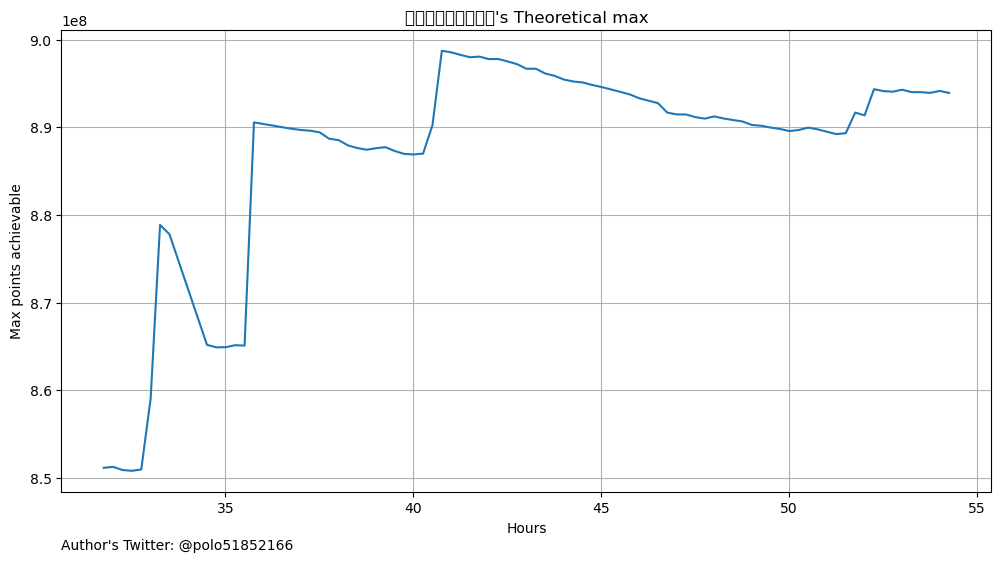 's Theoretical max
1e8
9.0
8.9
8.8
8.7
8.6
8.5
Max points achievable
35 40 45 50 55
Hours
Author's Twitter: @polo51852166